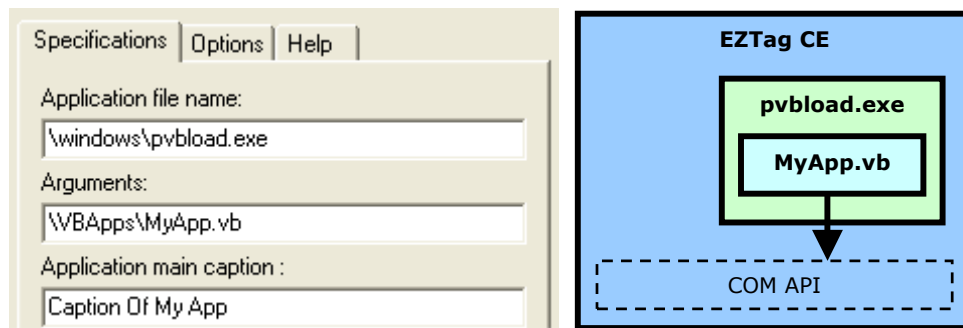 Specifications Options Help
Application file name:
\windows\pvbload.exe
Arguments:
\VBApps\MyApp.vb
Application main caption :
Caption Of My App
EZTag CE
pvbload.exe
MyApp.vb
COM API